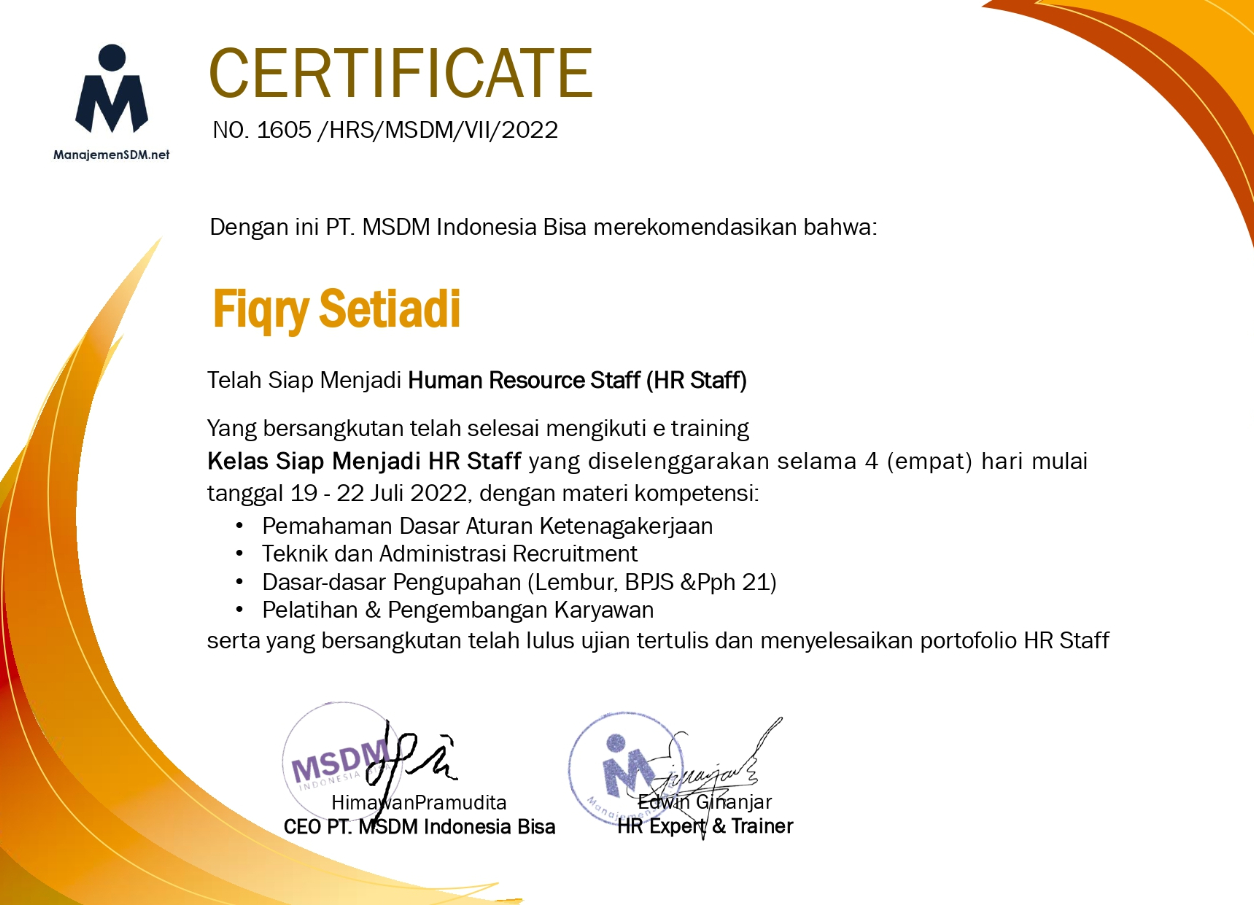 CERTIFICATE
ManajemenSDM.net
NO. 1605 /HRS/MSDM/VII/2022
Dengan ini PT. MSDM Indonesia Bisa merekomendasikan bahwa:
Fiqry Setiadi
Telah Siap Menjadi Human Resource Staff (HR Staff)
Yang bersangkutan telah selesai mengikuti e training
Kelas Siap Menjadi HR Staff yang diselenggarakan selama 4 (empat) hari mulai
tanggal 19 - 22 Juli 2022, dengan materi kompetensi:
• Pemahaman Dasar Aturan Ketenagakerjaan
• Teknik dan Administrasi Recruitment
• Dasar-dasar Pengupahan (Lembur, BPJS &Pph 21)
• Pelatihan & Pengembangan Karyawan
serta yang bersangkutan telah lulus ujian tertulis dan menyelesaikan portofolio HR Staff
MSDM
INDONESIA
HimawanPramudita
CEO PT. MSDM Indonesia Bisa
Edwin Ginanjar
HR Expert & Trainer